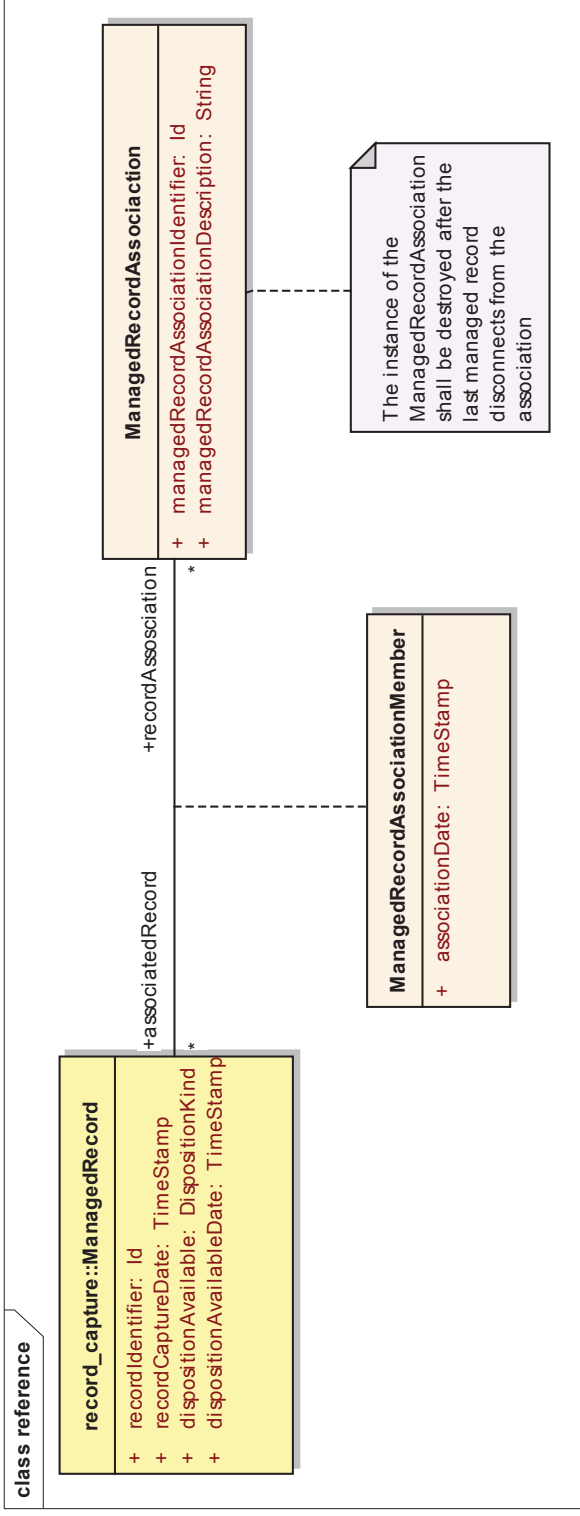 class reference
record_capture::ManagedRecord
+ recordIdentifier: Id
+ recordCaptureDate: TimeStamp
+ dispositionAvailable: DispositionKind
+ dispositionAvailableDate: TimeStamp
+associatedRecord
*
+recordAssosciation
*
ManagedRecordAssociaction
+ managedRecordAssociationIdentifier: Id
+ managedRecordAssociationDescription: String
ManagedRecordAssociationMember
+ associationDate: TimeStamp
The instance of the
ManagedRecordAssociation
shall be destroyed after the
last managed record
disconnects from the
association